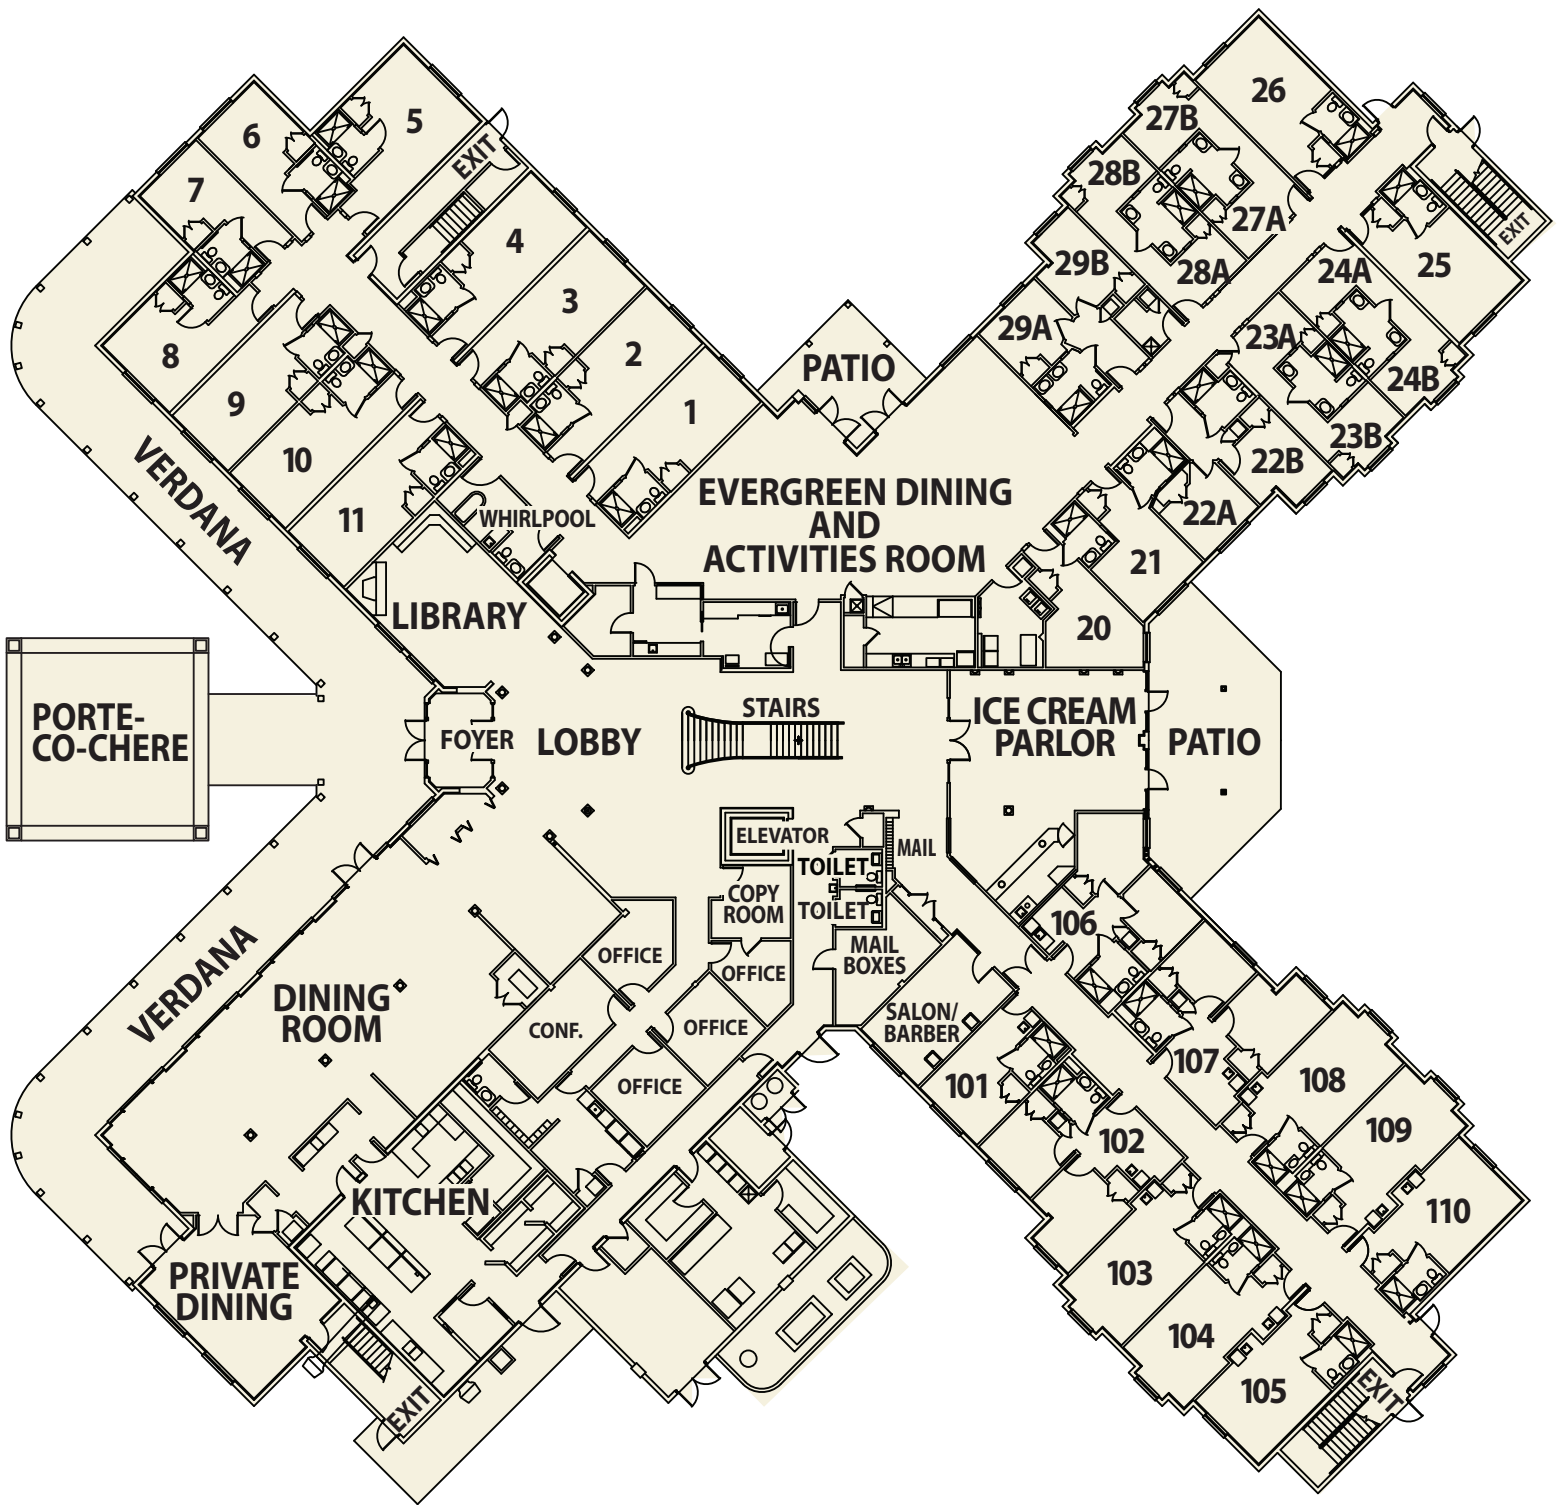 26
5
27B
6
EXIT
28B
7
27A
EXIT
4
29B
24A
28A
25
3
29A
23A
2
PATIO
24B
1
8
9
23B
10
22B
VERDANA
EVERGREEN DINING
AND
ACTIVITIES ROOM
11
WHIRLPOOL
22A
21
LIBRARY
20
STAIRS
ICE CREAM
PARLOR
PORTE-
CO-CHERE
FOYER
LOBBY
PATIO
ELEVATOR
MAIL
TOILET
COPY
ROOM
TOILET
106
VERDANA
OFFICE
MAIL
BOXES
OFFICE
DINING
ROOM
CONF.
OFFICE
SALON/
BARBER
107
OFFICE
101
108
102
109
KITCHEN
110
PRIVATE
DINING
103
104
105
EXIT
EXIT